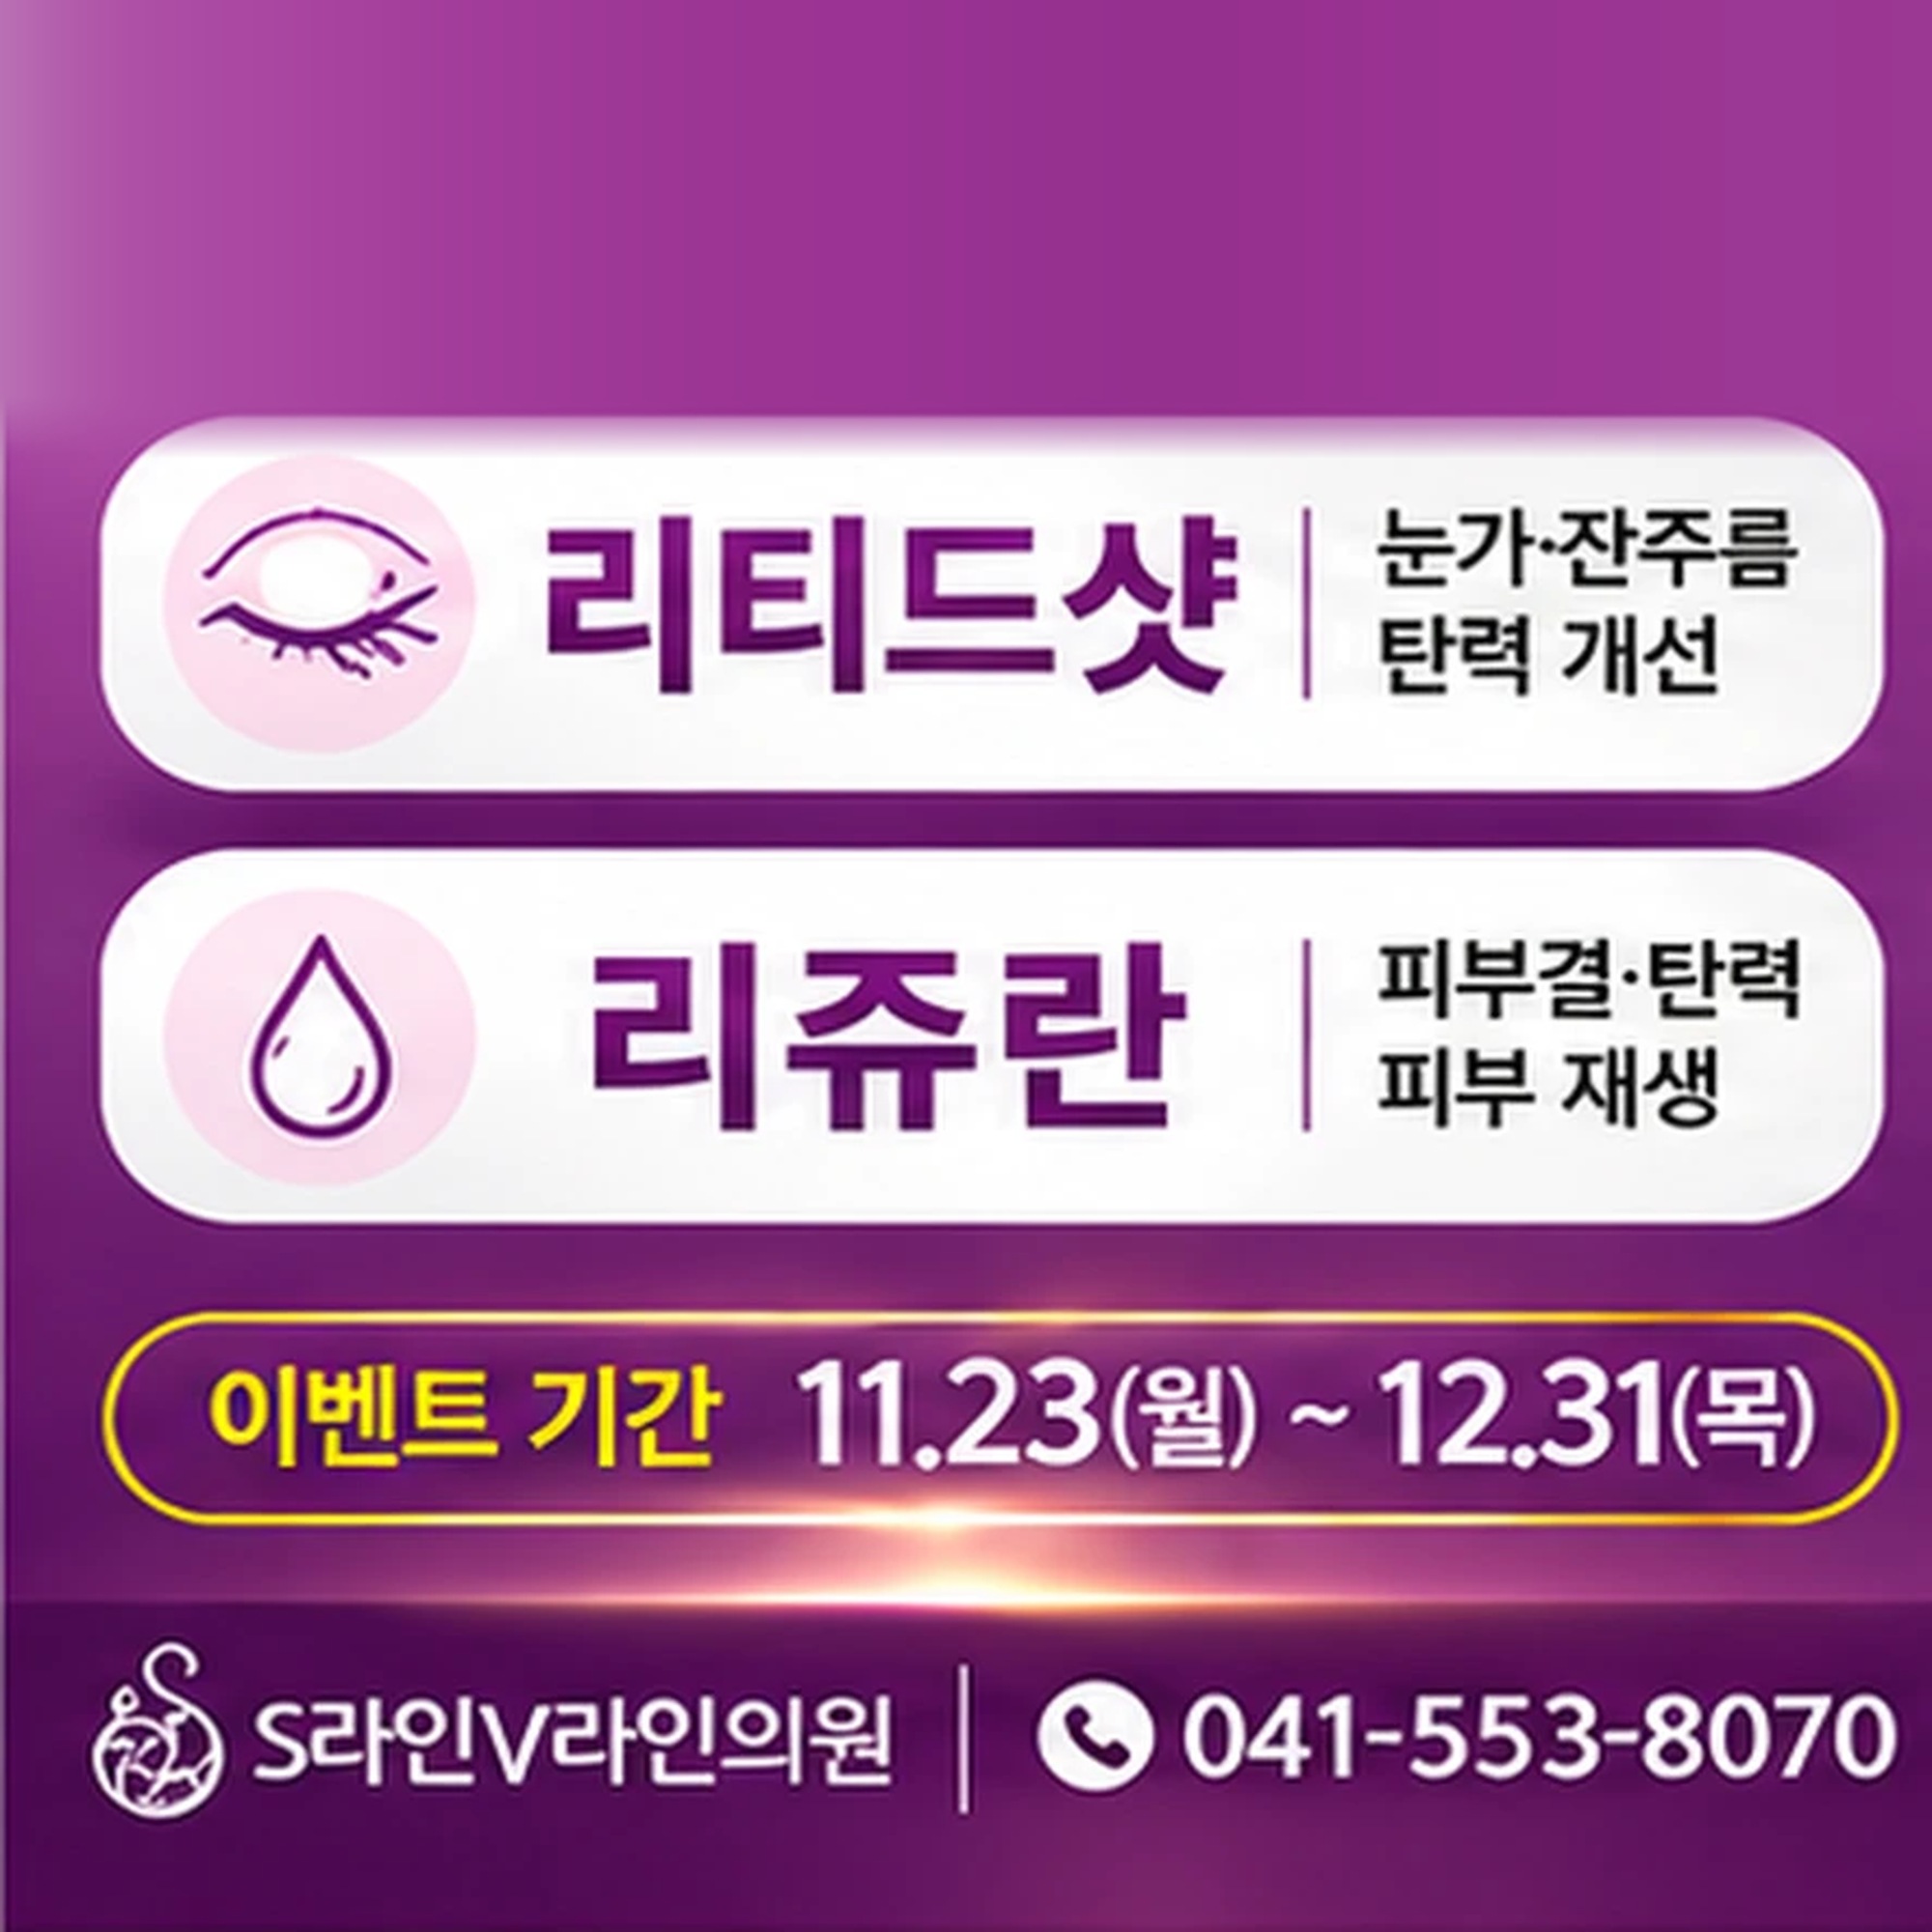 리티드샷
눈가·잔주름
탄력 개선
리쥬란
피부결·탄력
피부 재생
이벤트 기간 11.23(월) ~ 12.31(목)
S라인V라인의원 041-553-8070